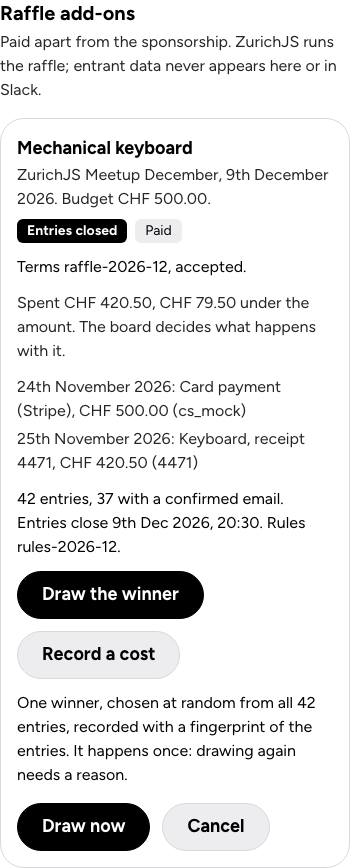 Raffle add-ons
Paid apart from the sponsorship. ZurichJS runs
the raffle; entrant data never appears here or in
Slack.
Mechanical keyboard
ZurichJS Meetup December, 9th December
2026. Budget CHF 500.00.
Entries closed Paid
Terms raffle-2026-12, accepted.
Spent CHF 420.50, CHF 79.50 under the
amount. The board decides what happens
with it.
24th November 2026: Card payment
(Stripe), CHF 500.00 (cs_mock)
25th November 2026: Keyboard, receipt
4471, CHF 420.50 (4471)
42 entries, 37 with a confirmed email.
Entries close 9th Dec 2026, 20:30. Rules
rules-2026-12.
Draw the winner
Record a cost
One winner, chosen at random from all 42
entries, recorded with a fingerprint of the
entries. It happens once: drawing again
needs a reason.
Draw now Cancel